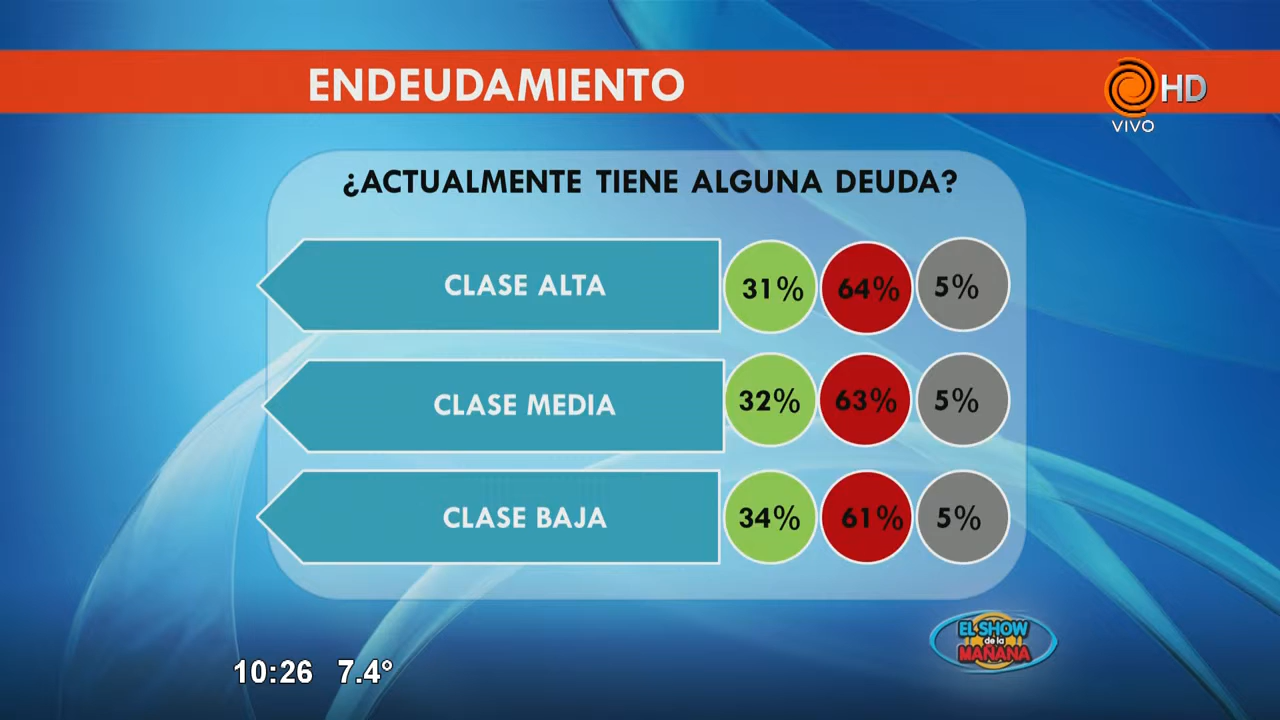 ENDEUDAMIENTO
HD
VIVO
¿ACTUALMENTE TIENE ALGUNA DEUDA?
CLASE ALTA 31% 64% 5%
CLASE MEDIA 32% 63% 5%
CLASE BAJA 34% 61% 5%
EL SHOW
de la
MAÑANA
10:26 7.4°